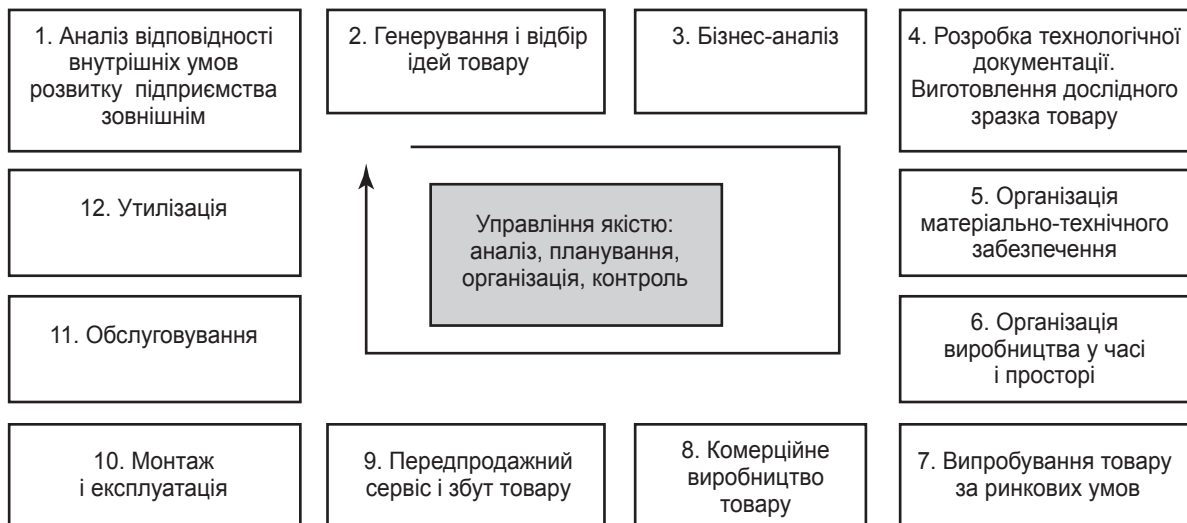 1. Аналіз відповідності
внутрішніх умов
розвитку підприємства
зовнішнім
2. Генерування і відбір
ідей товару
3. Бізнес-аналіз
4. Розробка технологічної
документації.
Виготовлення дослідного
зразка товару
12. Утилізація
Управління якістю:
аналіз, планування,
організація, контроль
5. Організація
матеріально-технічного
забезпечення
11. Обслуговування
6. Організація
виробництва у часі
і просторі
10. Монтаж
і експлуатація
9. Передпродажний
сервіс і збут товару
8. Комерційне
виробництво
товару
7. Випробування товару
за ринкових умов